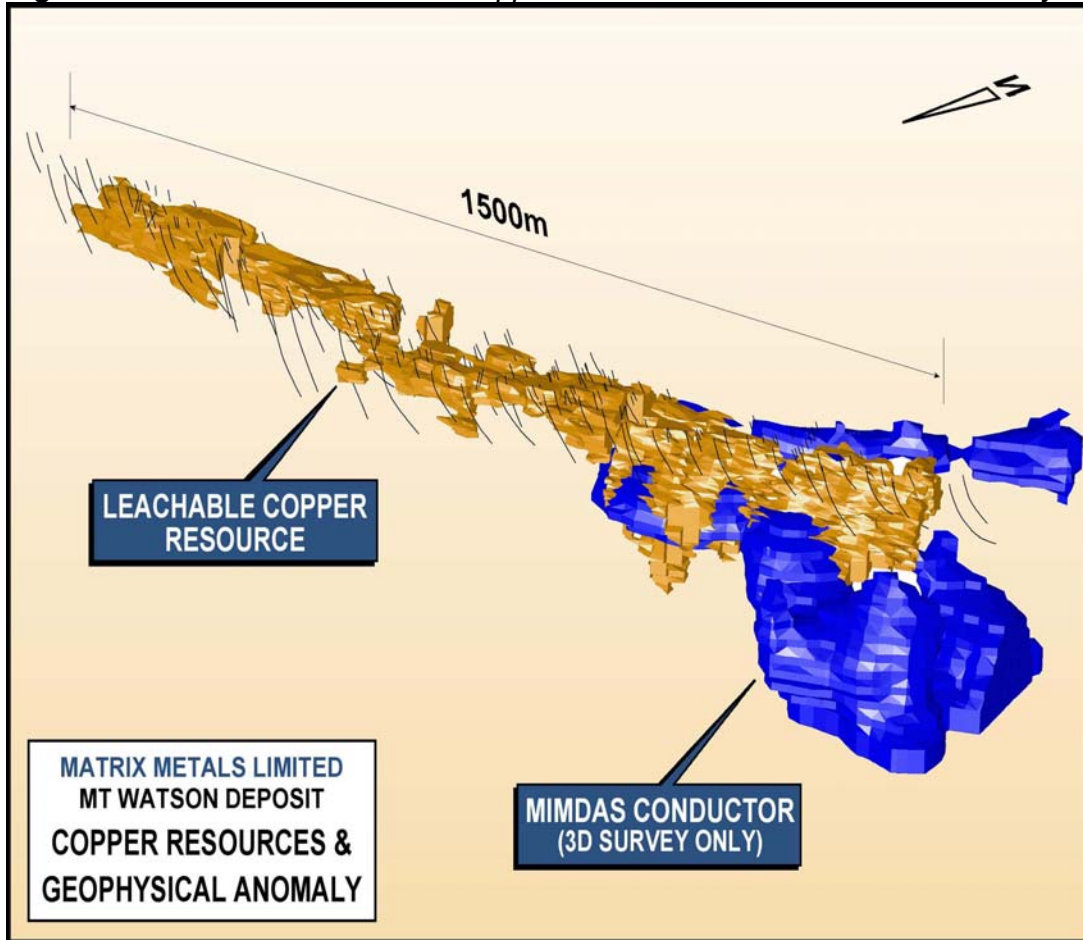 N
1500m
LEACHABLE COPPER
RESOURCE
MIMDAS CONDUCTOR
(3D SURVEY ONLY)
MATRIX METALS LIMITED
MT WATSON DEPOSIT
COPPER RESOURCES &
GEOPHYSICAL ANOMALY